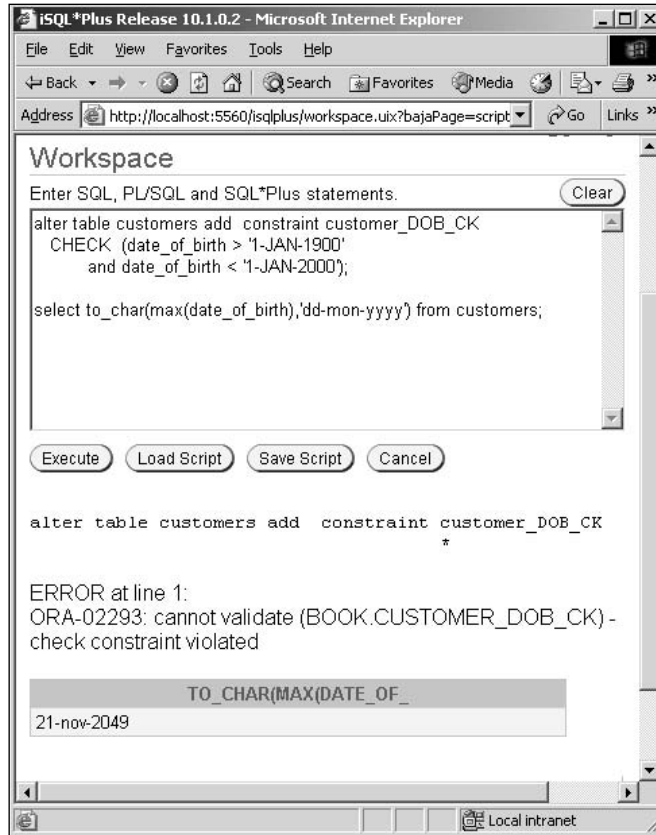 iSQL*Plus Release 10.1.0.2 - Microsoft Internet Explorer
File Edit View Favorites Tools Help
Back Search Favorites Media
Address http://localhost:5560/isqlplus/workspace.uix?bajaPage=script Go Links
Workspace
Enter SQL, PL/SQL and SQL*Plus statements. Clear
alter table customers add constraint customer_DOB_CK
CHECK (date_of_birth > '1-JAN-1900'
and date_of_birth < '1-JAN-2000');
select to_char(max(date_of_birth),'dd-mon-yyyy') from customers;
Execute Load Script Save Script Cancel
alter table customers add constraint customer_DOB_CK
*
ERROR at line 1:
ORA-02293: cannot validate (BOOK.CUSTOMER_DOB_CK) -
check constraint violated
TO_CHAR(MAX(DATE_OF_
21-nov-2049
Local intranet